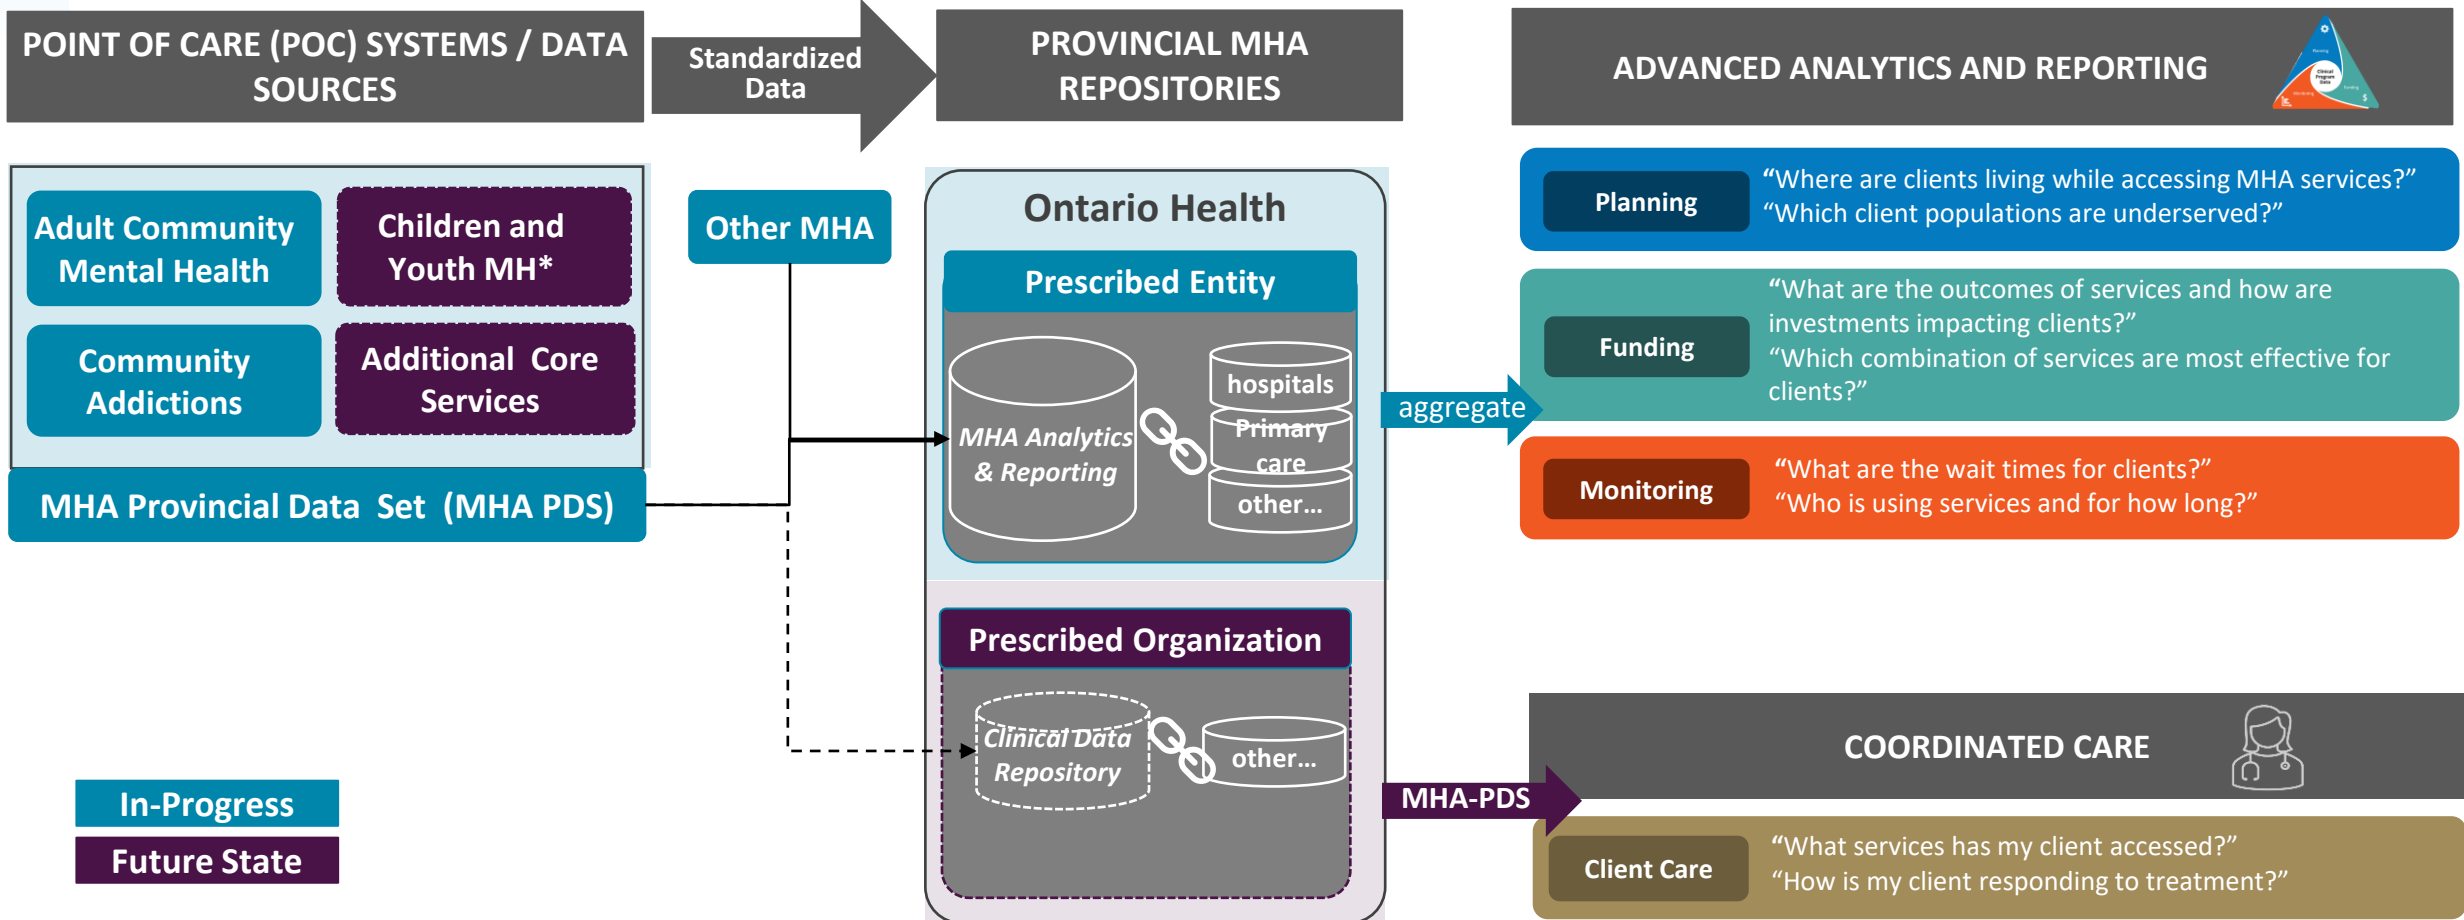 POINT OF CARE (POC) SYSTEMS / DATA
SOURCES
Standardized
Data
PROVINCIAL MHA
REPOSITORIES
ADVANCED ANALYTICS AND REPORTING
Planning
Clinical
Program
Data
Monitoring
Funding
$
Adult Community
Mental Health
Children and
Youth MH*
Community
Addictions
Additional Core
Services
MHA Provincial Data Set (MHA PDS)
Other MHA
Ontario Health
Prescribed Entity
MHA Analytics
& Reporting
hospitals
Primary
care
other...
aggregate
Planning
“Where are clients living while accessing MHA services?”
“Which client populations are underserved?”
Funding
“What are the outcomes of services and how are
investments impacting clients?”
“Which combination of services are most effective for
clients?”
Monitoring
“What are the wait times for clients?”
“Who is using services and for how long?”
Prescribed Organization
Clinical Data
Repository
other...
MHA-PDS
COORDINATED CARE
Client Care
“What services has my client accessed?”
“How is my client responding to treatment?”
In-Progress
Future State